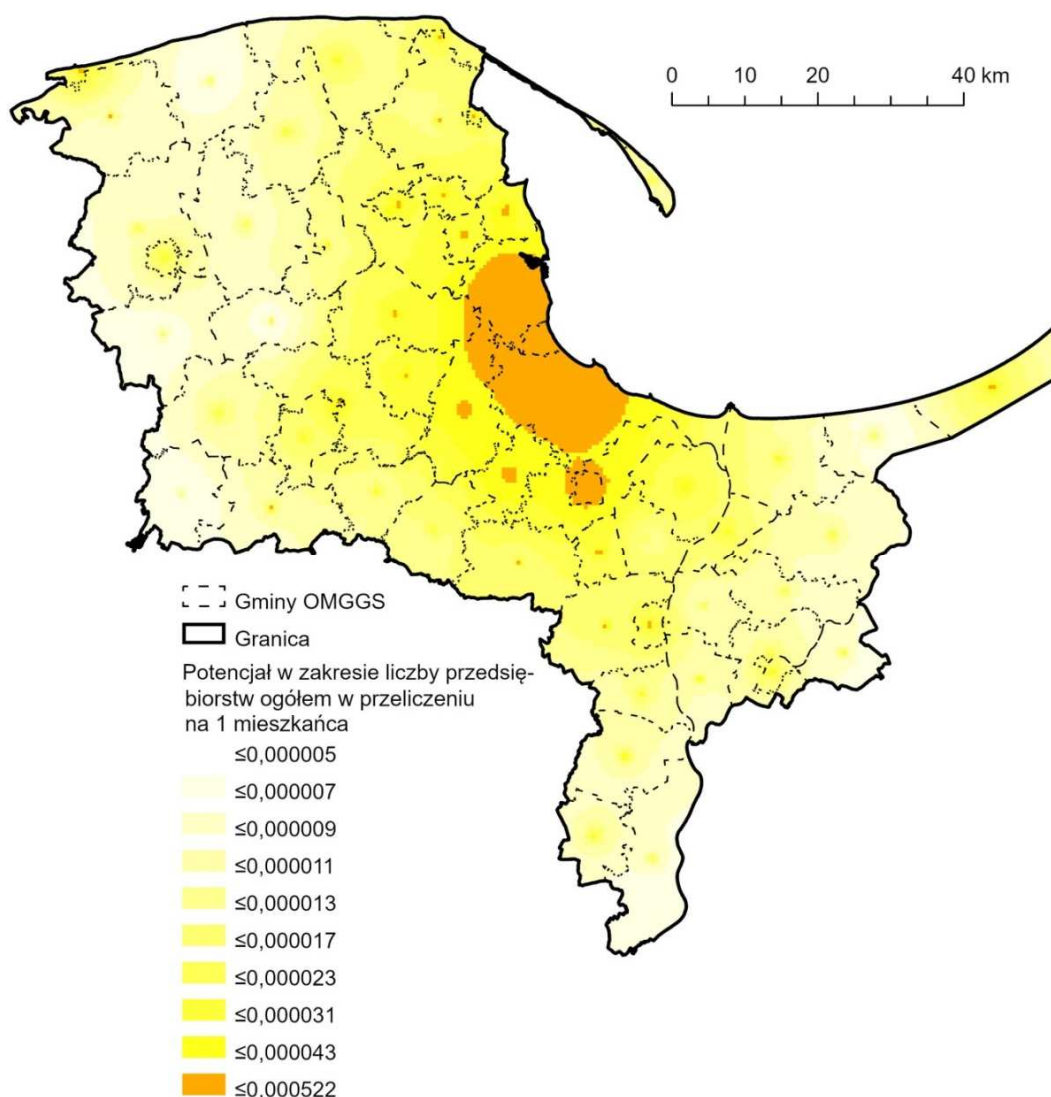 0 10 20 40 km
Gminy OMGGS
Granica
Potencjał w zakresie liczby przedsię-
biorstw ogółem w przeliczeniu
na 1 mieszkańca
≤0,000005
≤0,000007
≤0,000009
≤0,000011
≤0,000013
≤0,000017
≤0,000023
≤0,000031
≤0,000043
≤0,000522